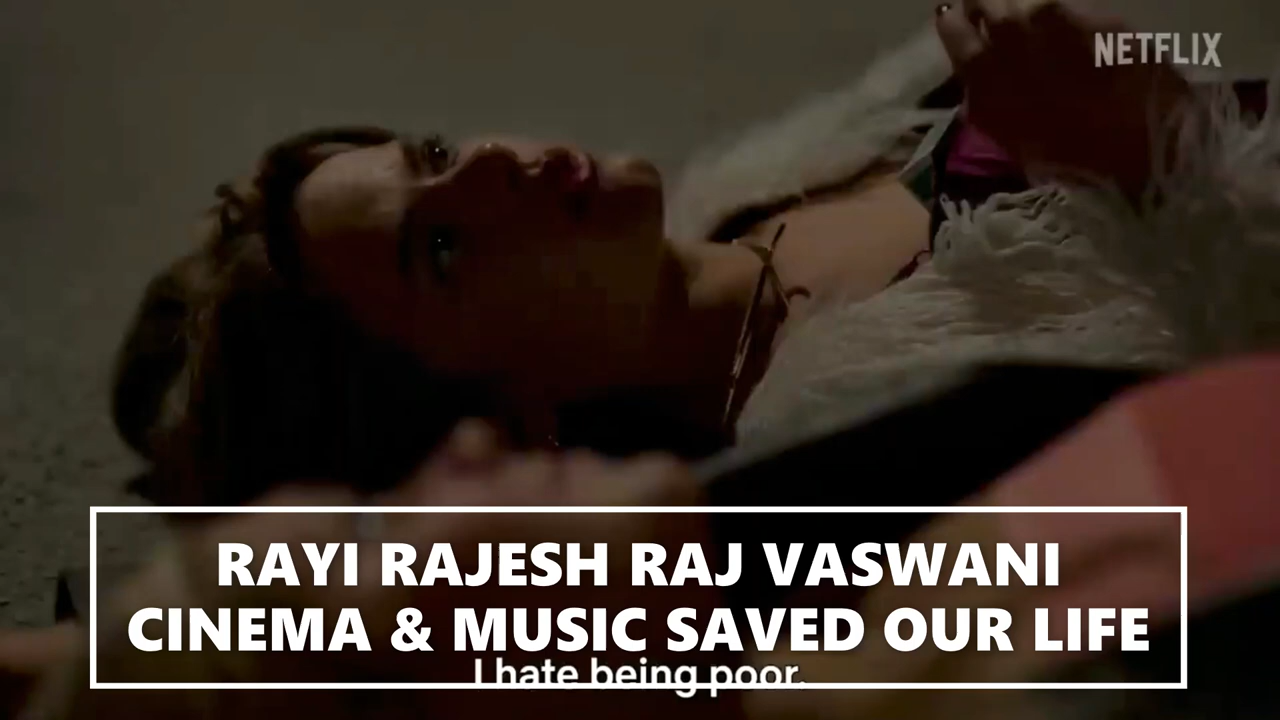 NETFLIX
RAYI RAJESH RAJ VASWANI
CINEMA & MUSIC SAVED OUR LIFE
I hate being poor.